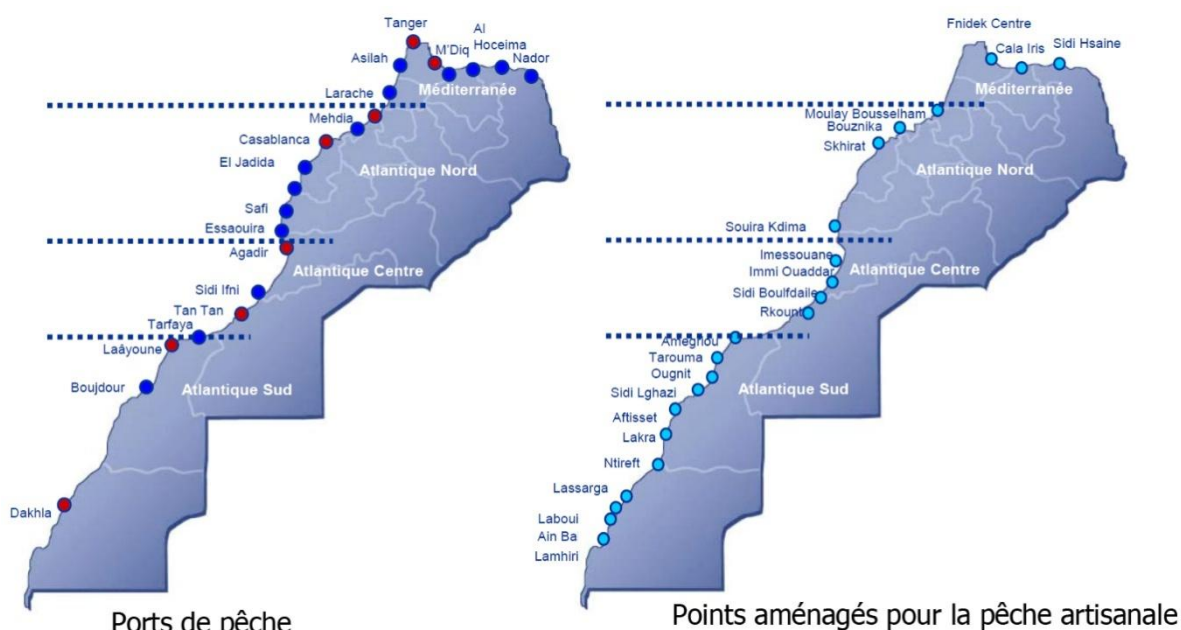 Tanger
Al
Hoceima
M'Diq
Asilah
Nador
Méditerranée
Larache
Mehdia
Casablanca
El Jadida
Atlantique Nord
Safi
Essaouira
Agadir
Atlantique Centre
Sidi Ifni
Tan Tan
Tarfaya
Laâyoune
Boujdour
Atlantique Sud
Dakhla
Ports de pêche
Fnidek Centre
Cala Iris
Sidi Hsaine
Méditerranée
Moulay Bousselham
Bouznika
Skhirat
Atlantique Nord
Souira Kdima
Imessouane
Immi Ouaddar
Atlantique Centre
Sidi Boulfdaile
Rkount
Ameghou
Tarouma
Ougnit
Sidi Lghazi
Atlantique Sud
Aftisset
Lakra
Ntireft
Lassarga
Laboui
Ain Ba
Lamhiri
Points aménagés pour la pêche artisanale